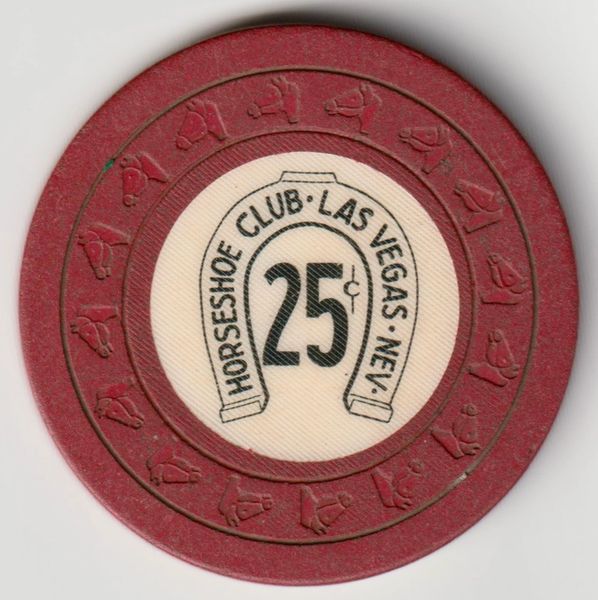 HORSESHOE CLUB · LAS VEGAS · NEV.
25¢